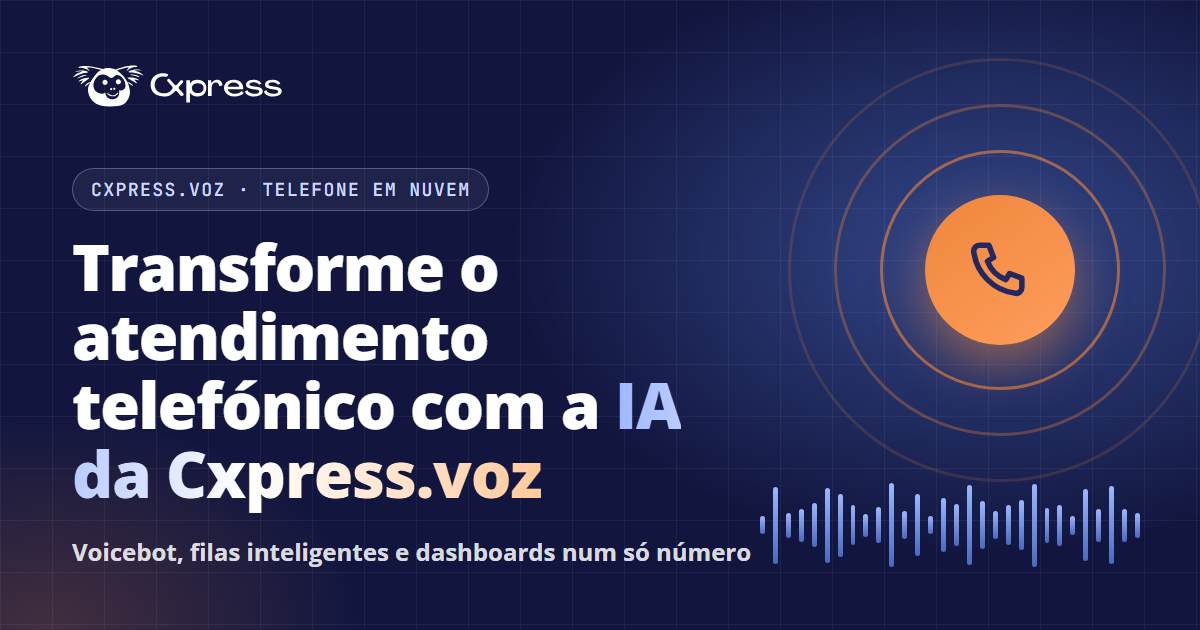 Cxpress
CXPRESS.VOZ · TELEFONE EM NUVEM
Transforme o
atendimento
telefónico com a IA
da Cxpress.voz
Voicebot, filas inteligentes e dashboards num só número